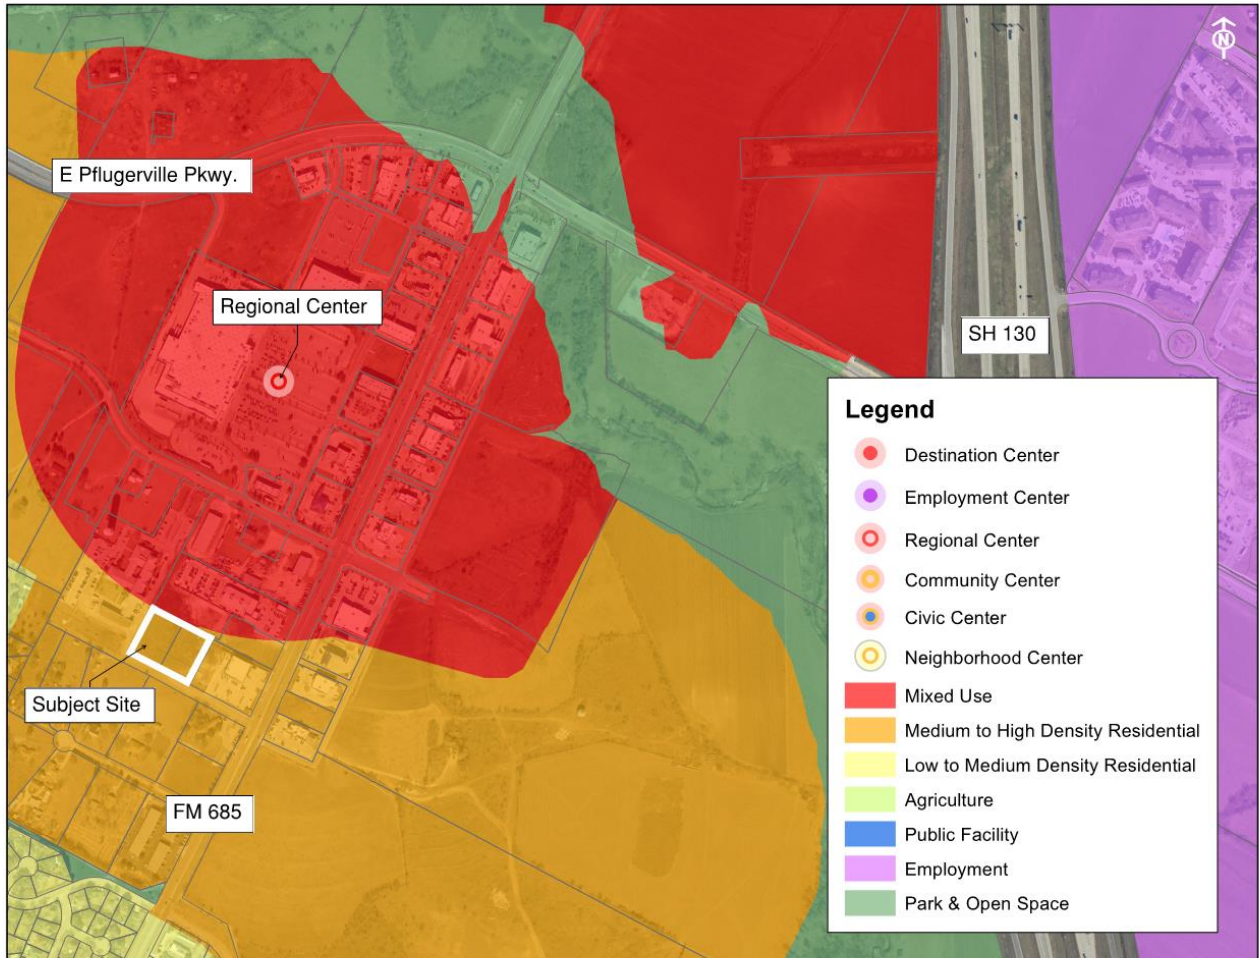 N
E Pflugerville Pkwy.
Regional Center
SH 130
Subject Site
FM 685
Legend
Destination Center
Employment Center
Regional Center
Community Center
Civic Center
Neighborhood Center
Mixed Use
Medium to High Density Residential
Low to Medium Density Residential
Agriculture
Public Facility
Employment
Park & Open Space